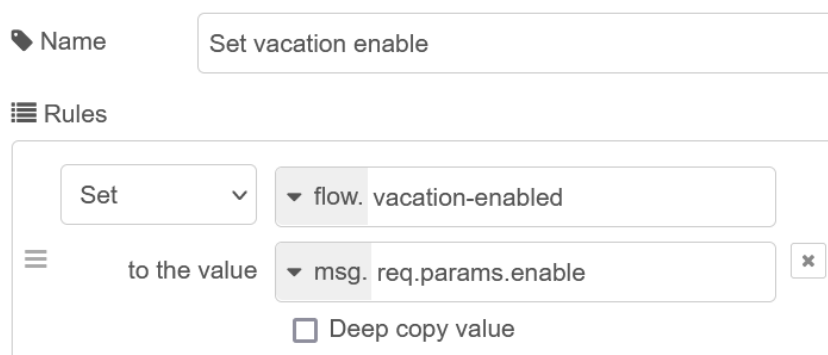 Name Set vacation enable
Rules
Set flow. vacation-enabled
to the value msg. req.params.enable
Deep copy value